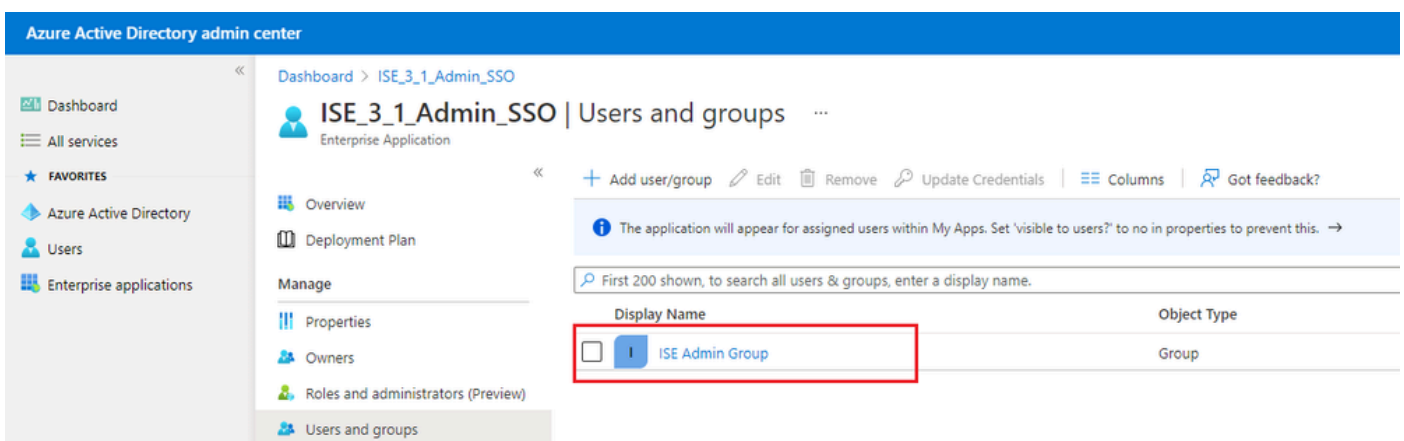 Azure Active Directory admin center
«
Dashboard
All services
FAVORITES
Azure Active Directory
Users
Enterprise applications
Dashboard > ISE_3_1_Admin_SSO
ISE_3_1_Admin_SSO | Users and groups ...
Enterprise Application
«
Overview
Deployment Plan
Manage
Properties
Owners
Roles and administrators (Preview)
Users and groups
+ Add user/group Edit Remove Update Credentials | Columns | Got feedback?
The application will appear for assigned users within My Apps. Set 'visible to users?' to no in properties to prevent this. →
First 200 shown, to search all users & groups, enter a display name.
Display Name Object Type
I ISE Admin Group Group